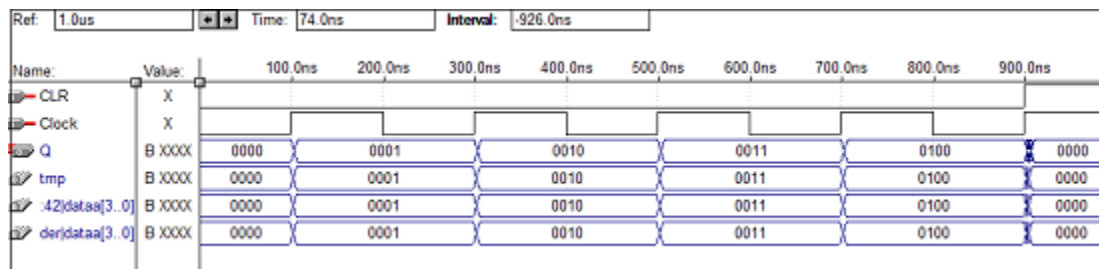 Ref: 1.0us Time: 74.0ns Interval: -926.0ns
Name: Value: 100.0ns 200.0ns 300.0ns 400.0ns 500.0ns 600.0ns 700.0ns 800.0ns 900.0ns
CLR X
Clock X
Q B XXXX 0000 0001 0010 0011 0100 0000
tmp B XXXX 0000 0001 0010 0011 0100 0000
:42|dataa[3..0] B XXXX 0000 0001 0010 0011 0100 0000
der|dataa[3..0] B XXXX 0000 0001 0010 0011 0100 0000